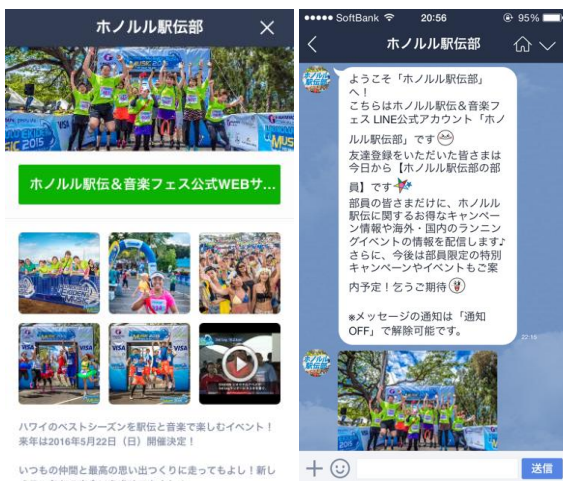 ホノルル駅伝部
MUSIC 2015
VISA
ホノルル駅伝＆音楽フェス公式WEBサ...
VISA
VISA
ハワイのベストシーズンを駅伝と音楽で楽しむイベント！
来年は2016年5月22日（日）開催決定！
いつもの仲間と最高の思い出つくりに走ってもよし！新し
SoftBank 20:56 95%
ホノルル駅伝部
ようこそ「ホノルル駅伝部」
へ！
こちらはホノルル駅伝＆音楽フ
ェス LINE公式アカウント「ホノ
ルル駅伝部」です
友達登録をいただいた皆さまは
今日から【ホノルル駅伝部の部
員】です
部員の皆さまだけに、ホノルル
駅伝に関するお得なキャンペー
ン情報や海外・国内のランニン
グイベントの情報を配信します♪
さらに、今後は部員限定の特別
キャンペーンやイベントもご案
内予定！乞うご期待
※メッセージの通知は「通知
OFF」で解除可能です。
22:15
送信